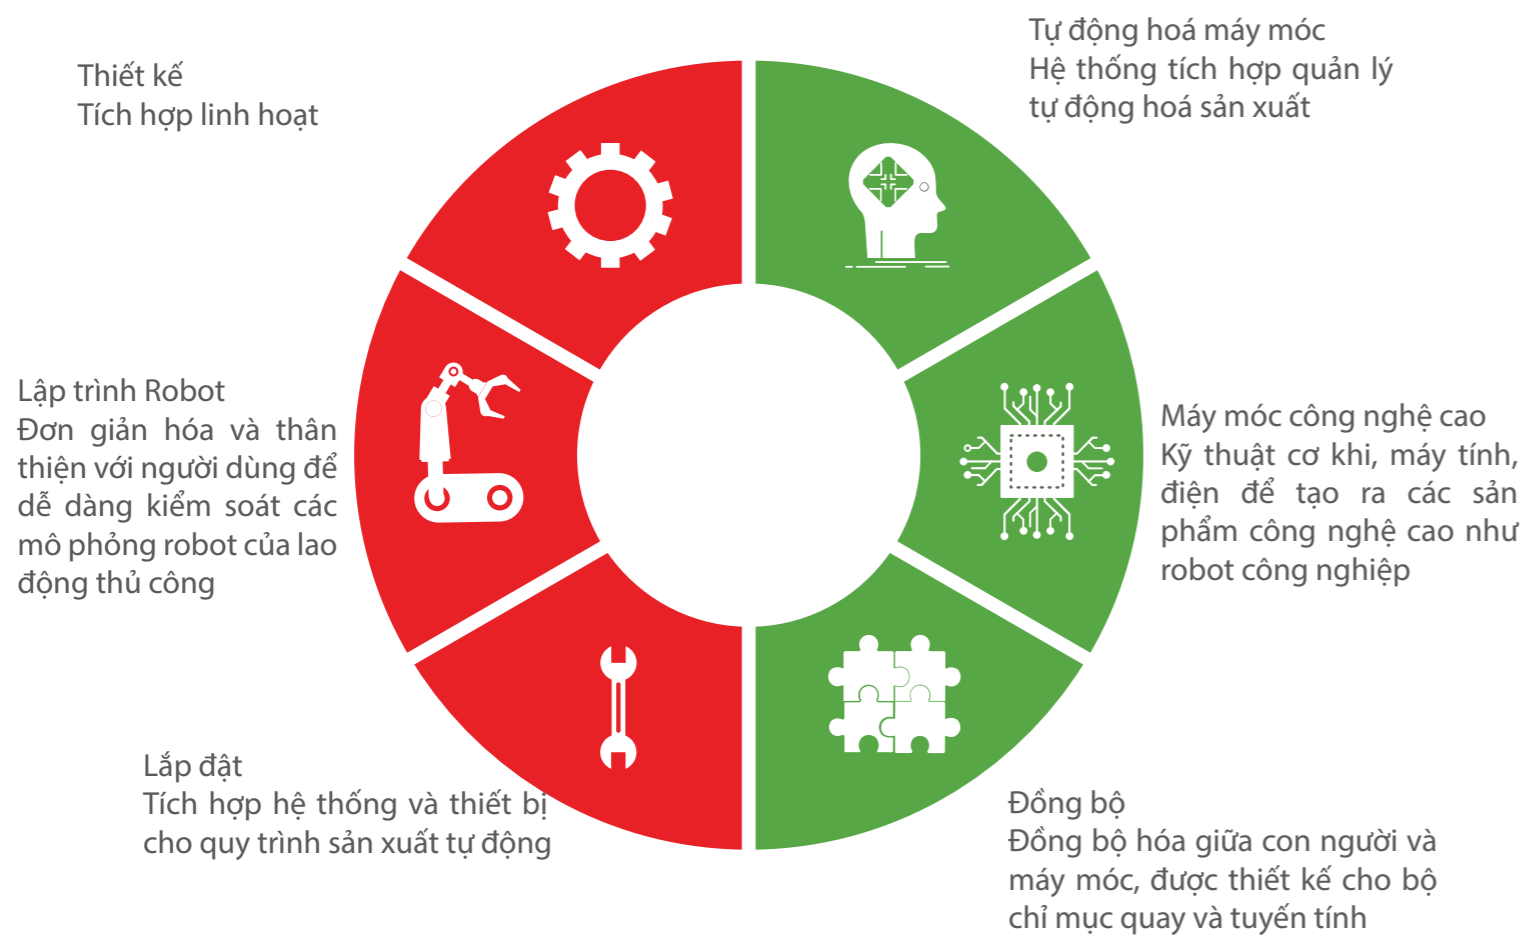 Thiết kế
Tích hợp linh hoạt
Tự động hoá máy móc
Hệ thống tích hợp quản lý
tự động hoá sản xuất
Lập trình Robot
Đơn giản hóa và thân
thiện với người dùng để
dễ dàng kiểm soát các
mô phỏng robot của lao
động thủ công
Máy móc công nghệ cao
Kỹ thuật cơ khi, máy tính,
điện để tạo ra các sản
phẩm công nghệ cao như
robot công nghiệp
Lắp đặt
Tích hợp hệ thống và thiết bị
cho quy trình sản xuất tự động
Đồng bộ
Đồng bộ hóa giữa con người và
máy móc, được thiết kế cho bộ
chỉ mục quay và tuyến tính